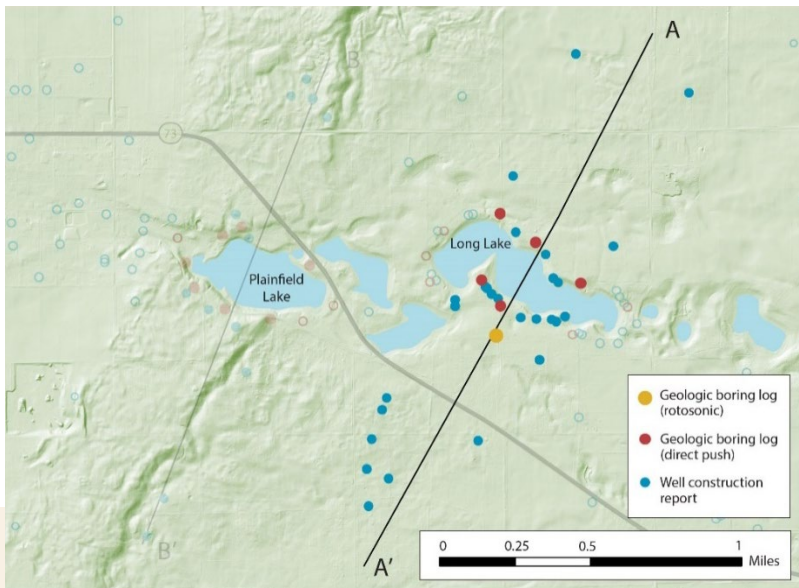 A
B
73
Long Lake
Plainfield
Lake
Geologic boring log
(rotosonic)
Geologic boring log
(direct push)
Well construction
report
B'
A'
0 0.25 0.5 1
Miles